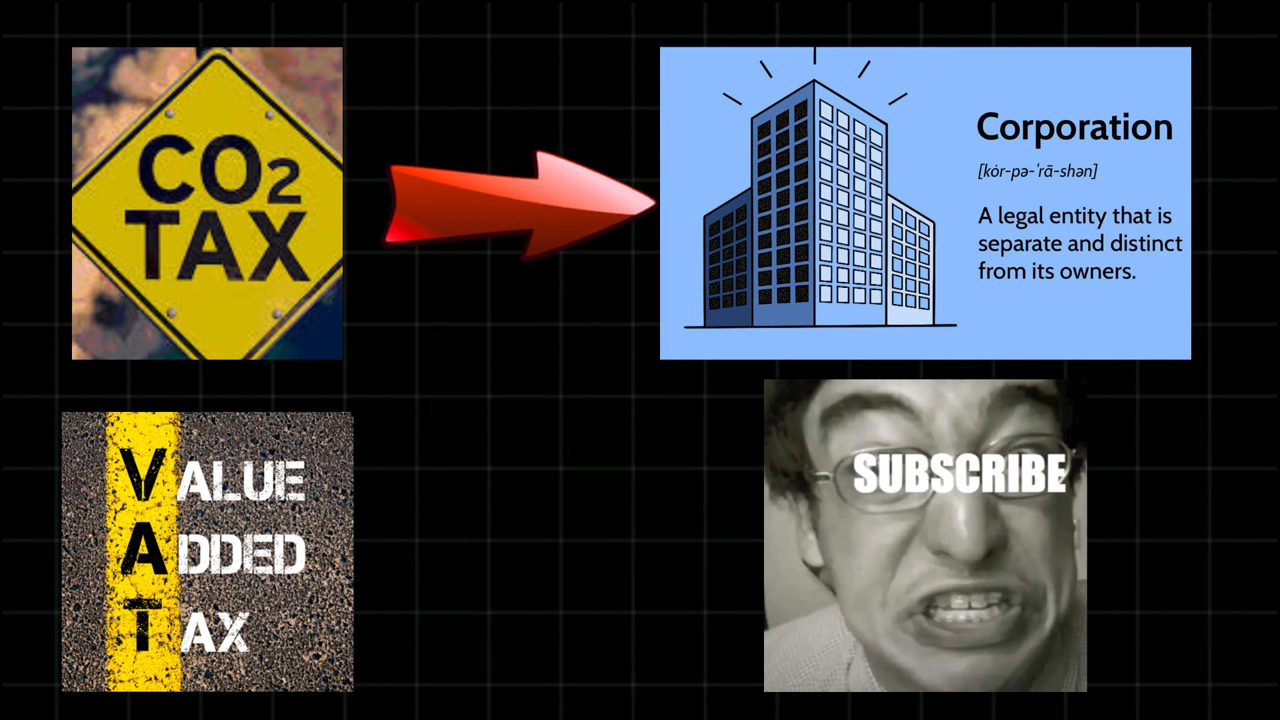 CO2
TAX
Corporation
[kȯr-pə-ˈrā-shən]
A legal entity that is
separate and distinct
from its owners.
VALUE
ADDED
TAX
SUBSCRIBE